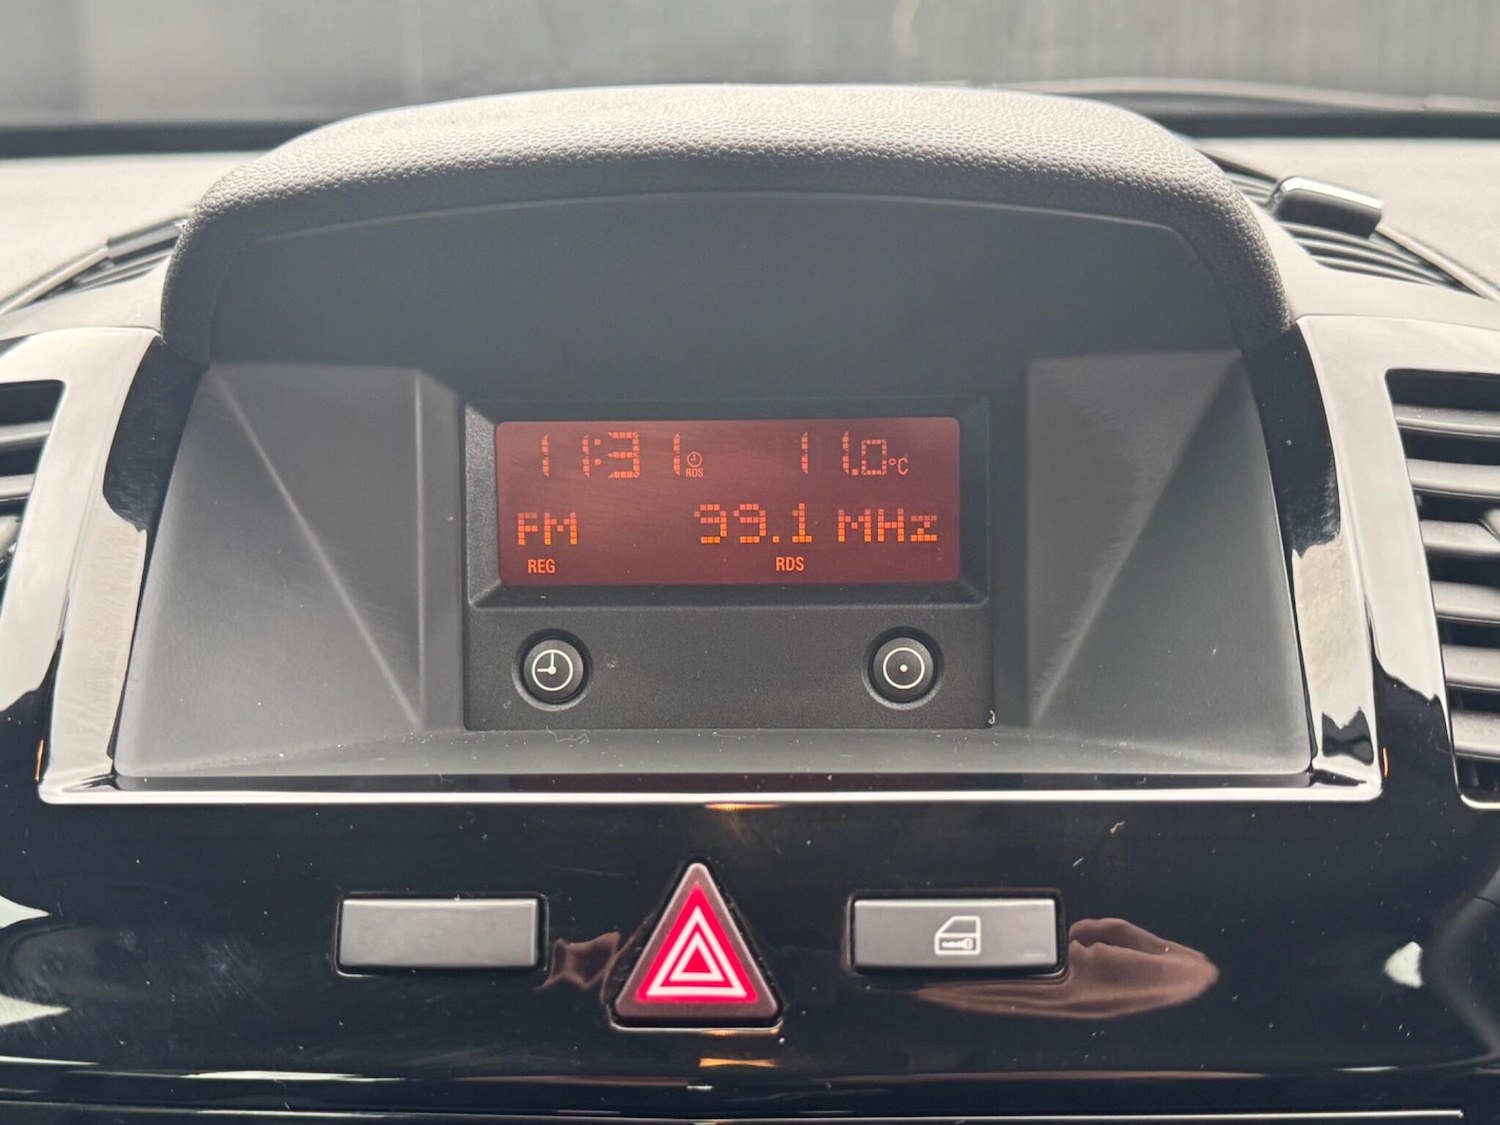 11:31 RDS 11.0°C
FM 99.1 MHz
REG RDS